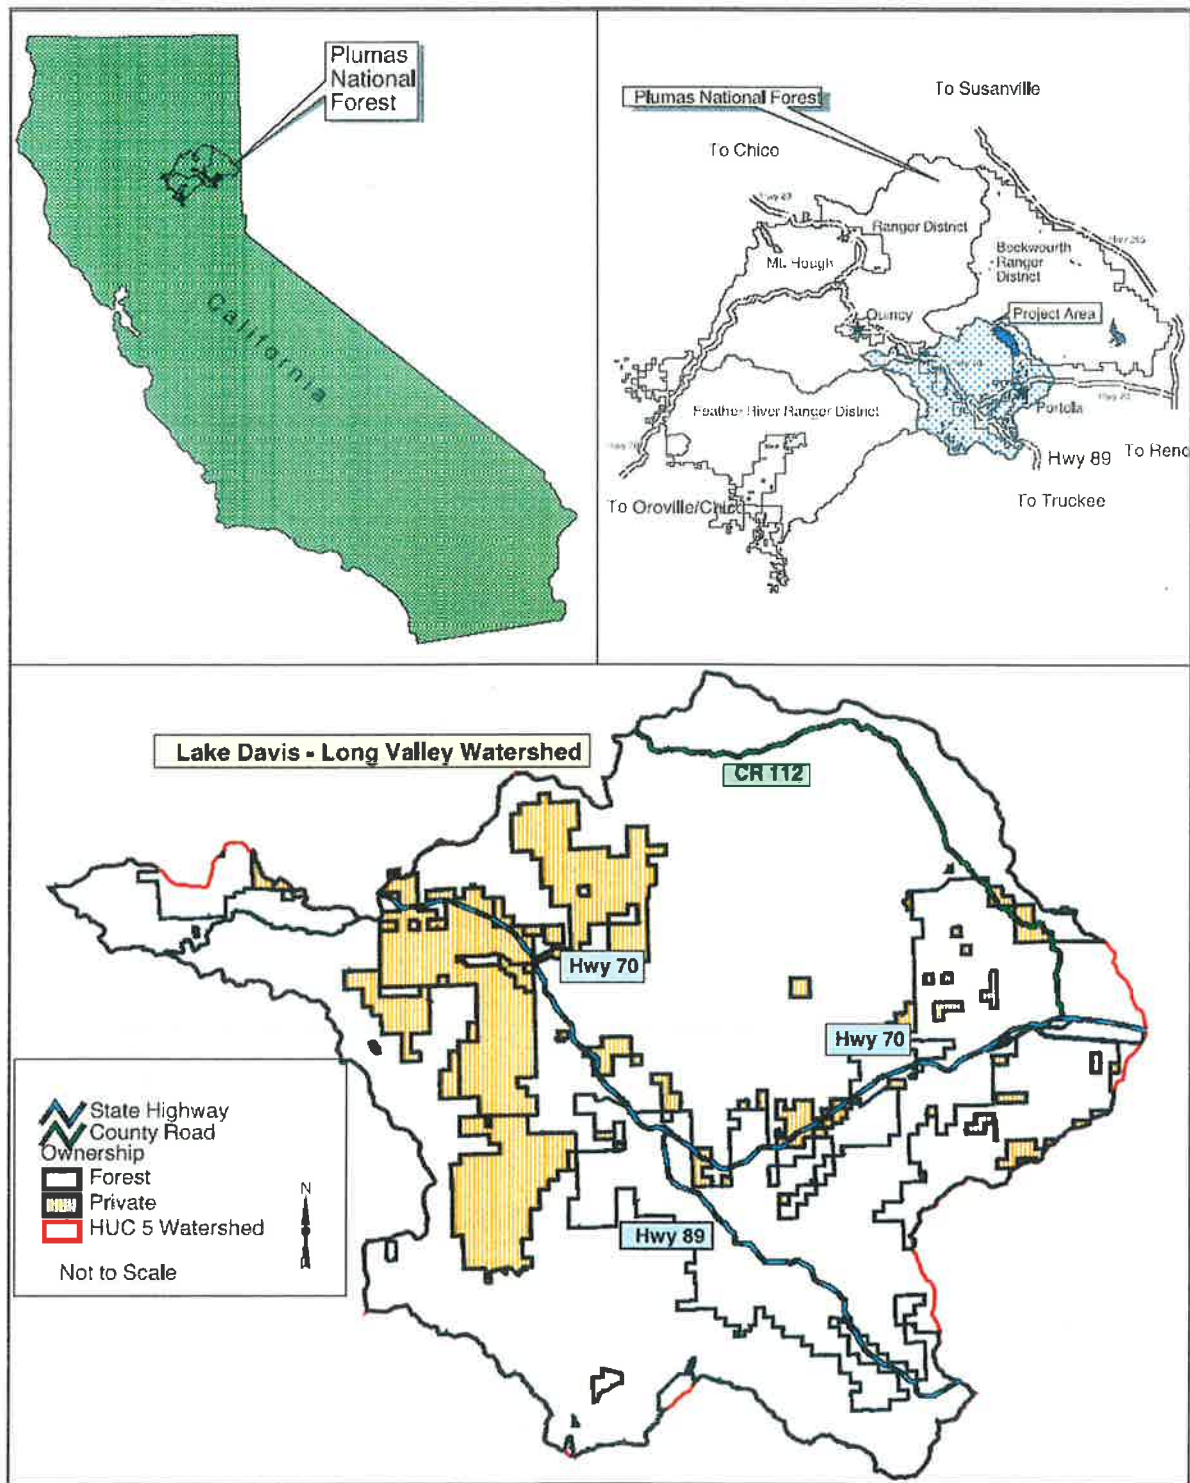 Plumas
National
Forest
California
Plumas National Forest
To Susanville
To Chico
Ranger District
Mt. Hough
Beckwourth
Ranger
District
Quincy
Project Area
Feather River Ranger District
Portola
Hwy 89
To Reno
To Truckee
To Oroville/Chico
Lake Davis - Long Valley Watershed
CR 112
Hwy 70
Hwy 70
Hwy 89
State Highway
County Road
Ownership
Forest
Private
HUC 5 Watershed
N
Not to Scale